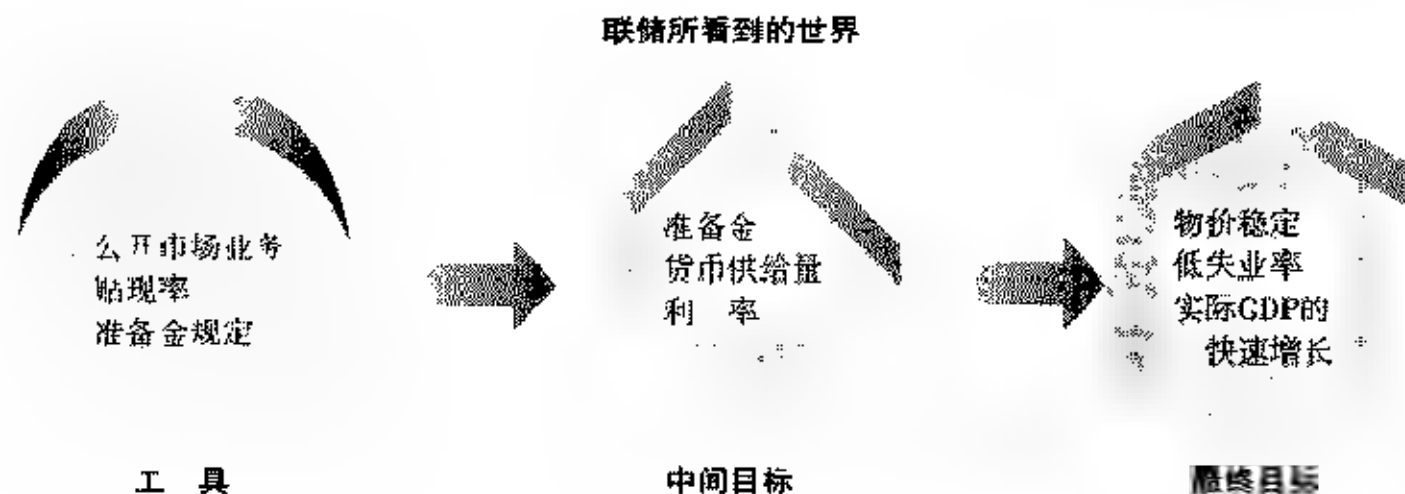 联储所看到的世界
公开市场业务
贴现率
准备金规定
准备金
货币供给量
利 率
物价稳定
低失业率
实际GDP的
快速增长
工 具
中间目标
最终目标